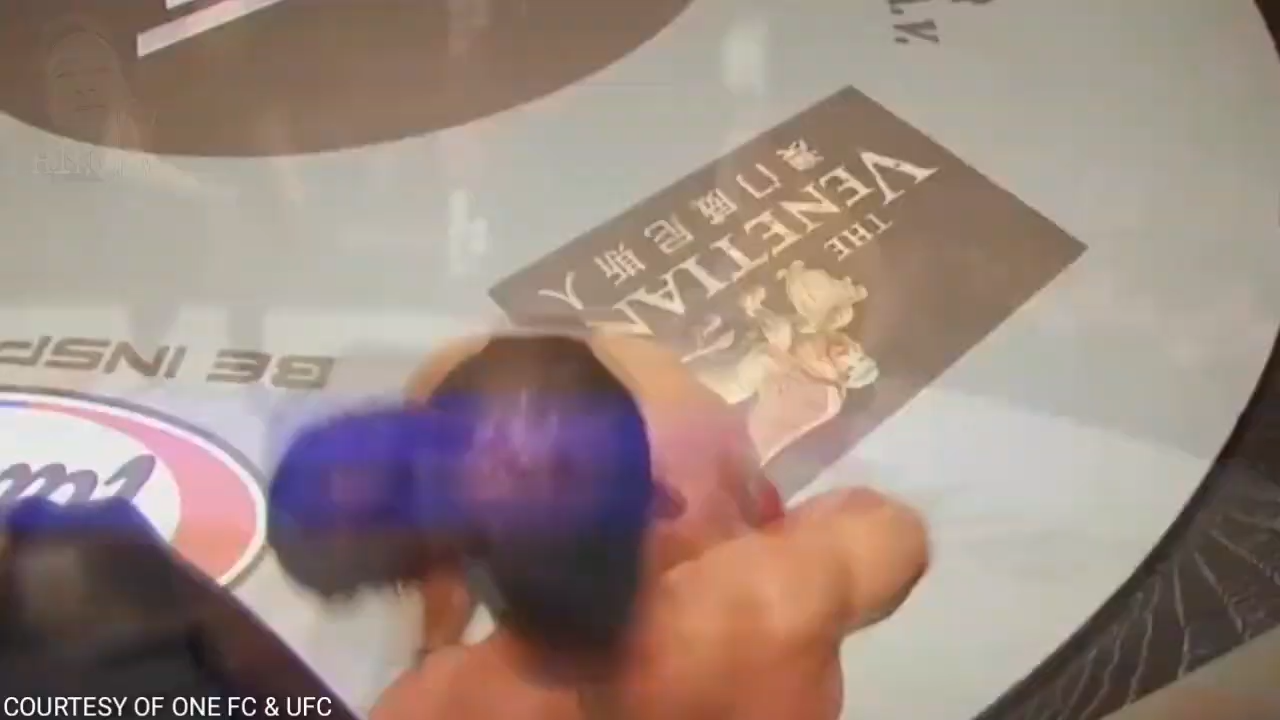 THE
VENETIAN
澳门威尼斯人
BE INSP
COURTESY OF ONE FC & UFC